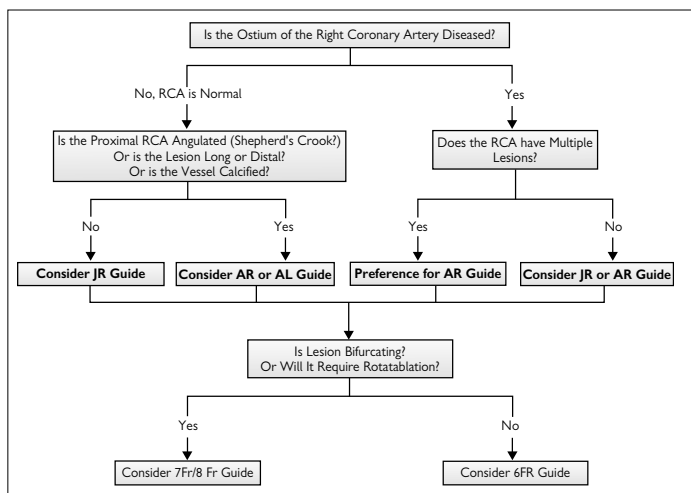 Is the Ostium of the Right Coronary Artery Diseased?
No, RCA is Normal
Yes
Is the Proximal RCA Angulated (Shepherd's Crook?)
Or is the Lesion Long or Distal?
Or is the Vessel Calcified?
Does the RCA have Multiple
Lesions?
No
Yes
Yes
No
Consider JR Guide
Consider AR or AL Guide
Preference for AR Guide
Consider JR or AR Guide
Is Lesion Bifurcating?
Or Will It Require Rotatablation?
Yes
No
Consider 7Fr/8 Fr Guide
Consider 6FR Guide